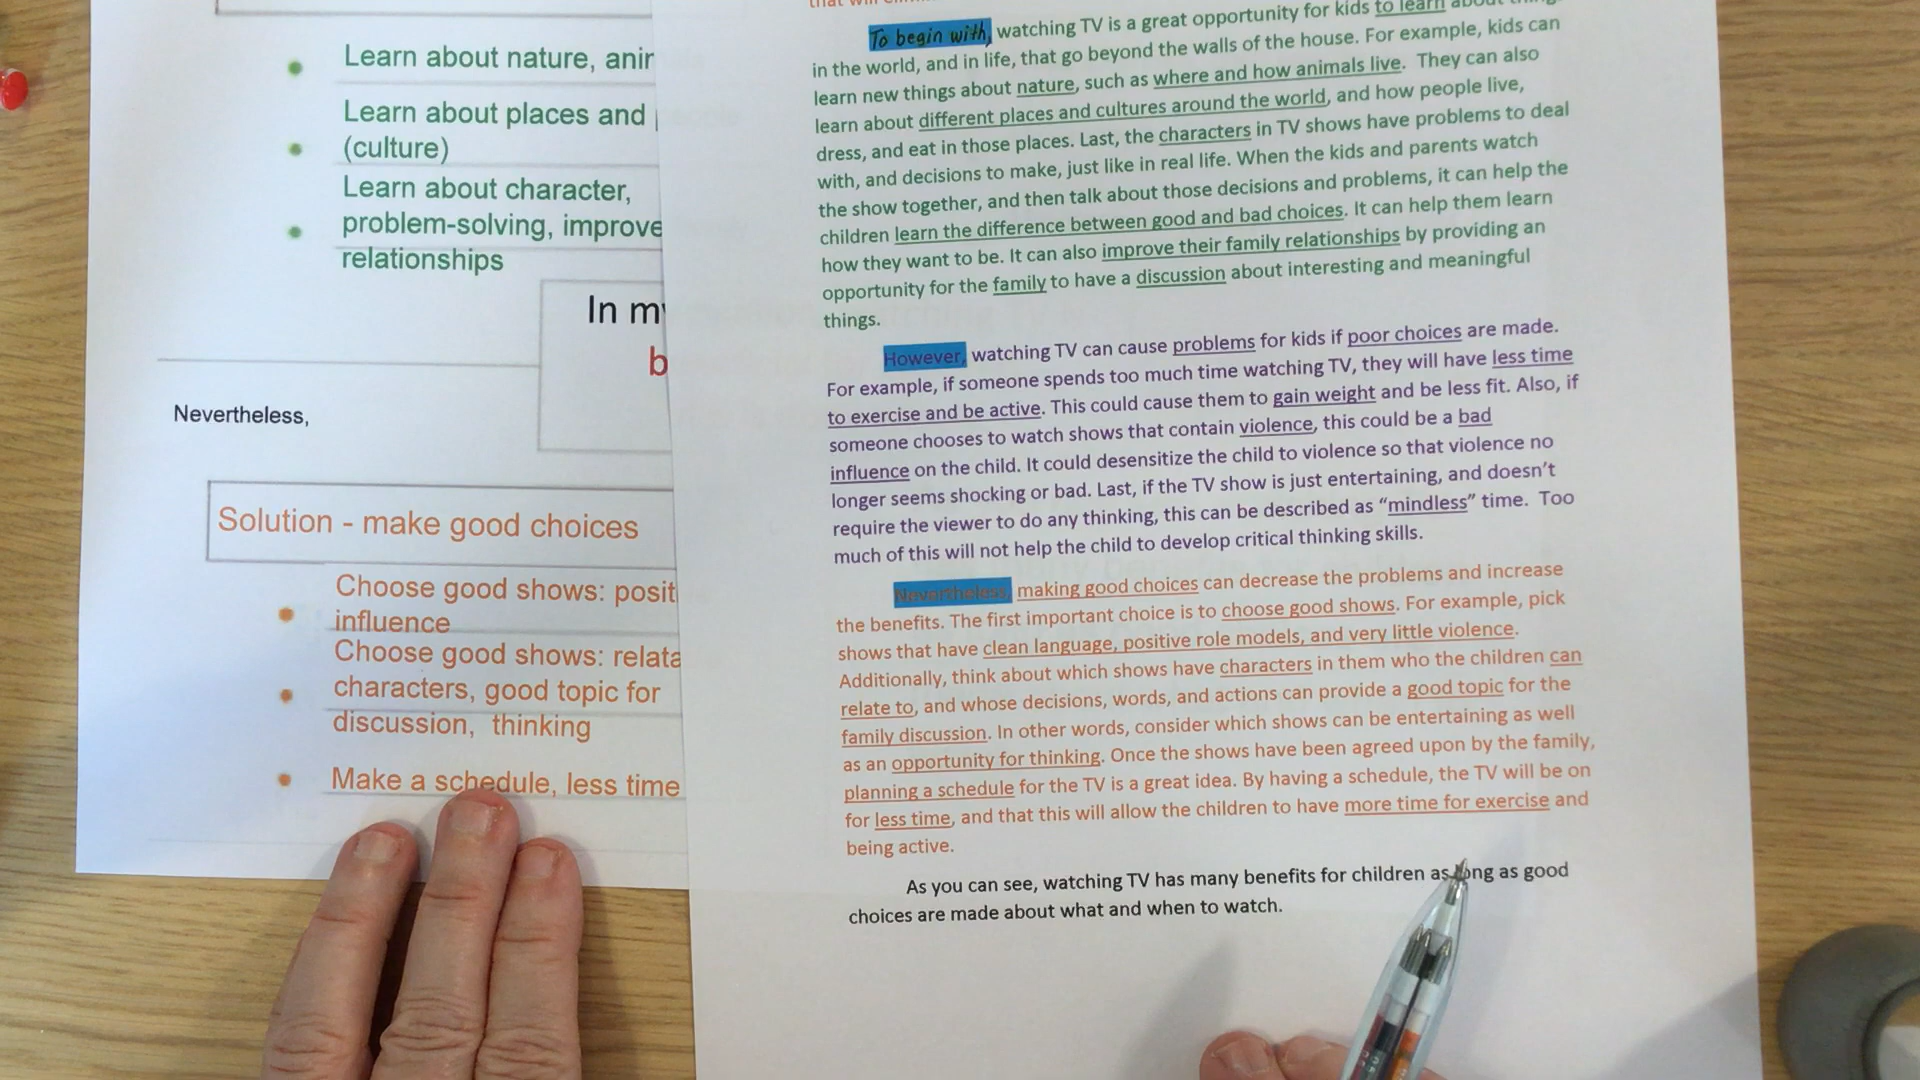 Learn about nature, anir
Learn about places and
(culture)
Learn about character,
problem-solving, improve
relationships
In my
b
Nevertheless,
Solution - make good choices
Choose good shows: posit
influence
Choose good shows: relata
characters, good topic for
discussion, thinking
Make a schedule, less time
To begin with, watching TV is a great opportunity for kids to learn about
in the world, and in life, that go beyond the walls of the house. For example, kids can
learn new things about nature, such as where and how animals live. They can also
learn about different places and cultures around the world, and how people live,
dress, and eat in those places. Last, the characters in TV shows have problems to deal
with, and decisions to make, just like in real life. When the kids and parents watch
the show together, and then talk about those decisions and problems, it can help the
children learn the difference between good and bad choices. It can help them learn
how they want to be. It can also improve their family relationships by providing an
opportunity for the family to have a discussion about interesting and meaningful
things.
However, watching TV can cause problems for kids if poor choices are made.
For example, if someone spends too much time watching TV, they will have less time
to exercise and be active. This could cause them to gain weight and be less fit. Also, if
someone chooses to watch shows that contain violence, this could be a bad
influence on the child. It could desensitize the child to violence so that violence no
longer seems shocking or bad. Last, if the TV show is just entertaining, and doesn't
require the viewer to do any thinking, this can be described as “mindless” time. Too
much of this will not help the child to develop critical thinking skills.
Nevertheless, making good choices can decrease the problems and increase
the benefits. The first important choice is to choose good shows. For example, pick
shows that have clean language, positive role models, and very little violence.
Additionally, think about which shows have characters in them who the children can
relate to, and whose decisions, words, and actions can provide a good topic for the
family discussion. In other words, consider which shows can be entertaining as well
as an opportunity for thinking. Once the shows have been agreed upon by the family,
planning a schedule for the TV is a great idea. By having a schedule, the TV will be on
for less time, and that this will allow the children to have more time for exercise and
being active.
As you can see, watching TV has many benefits for children as long as good
choices are made about what and when to watch.